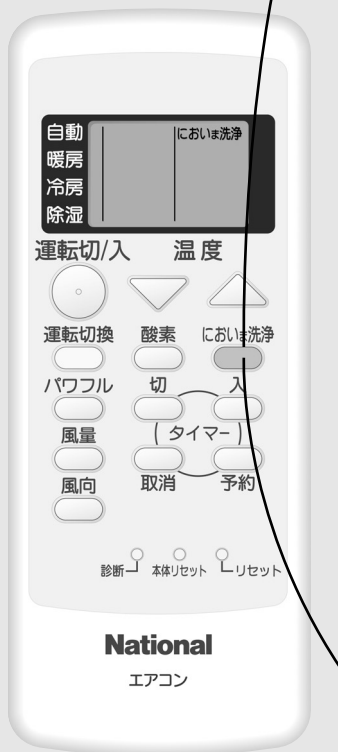 自動 においま洗浄
暖房
冷房
除湿
運転切/入 温度
運転切換 酸素 においま洗浄
パワフル 切 入
風量 (タイマー)
風向 取消 予約
診断 本体リセット リセット
National
エアコン